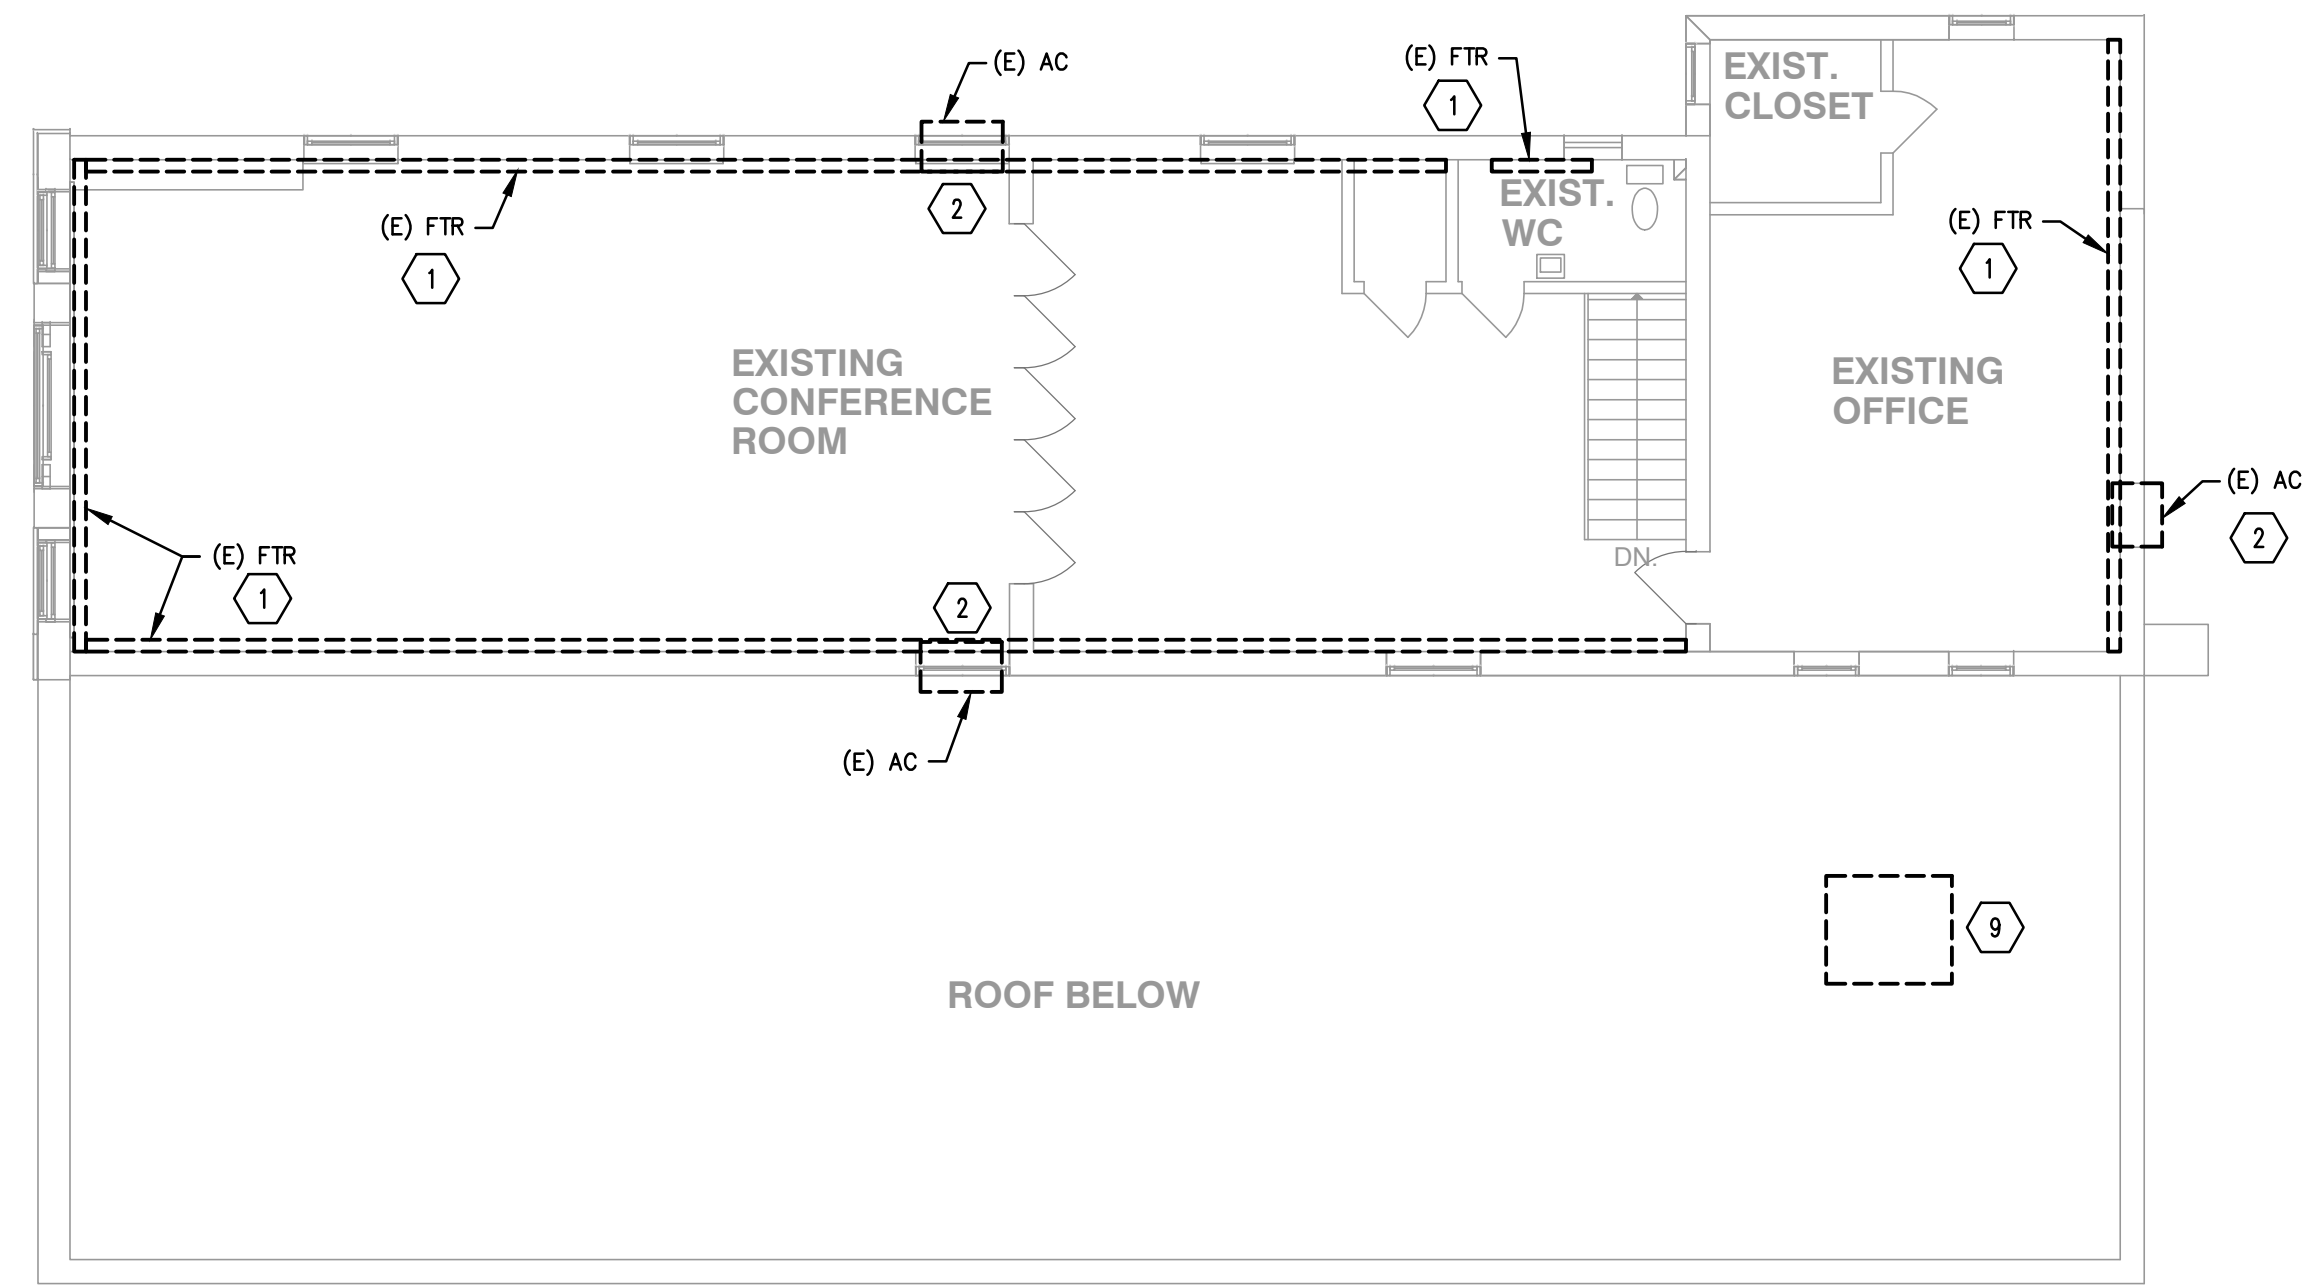 (E) AC
(E) FTR
1
EXIST.
CLOSET
2
EXIST.
WC
(E) FTR
1
(E) FTR
1
EXISTING
CONFERENCE
ROOM
EXISTING
OFFICE
(E) AC
2
(E) FTR
1
DN.
2
(E) AC
9
ROOF BELOW